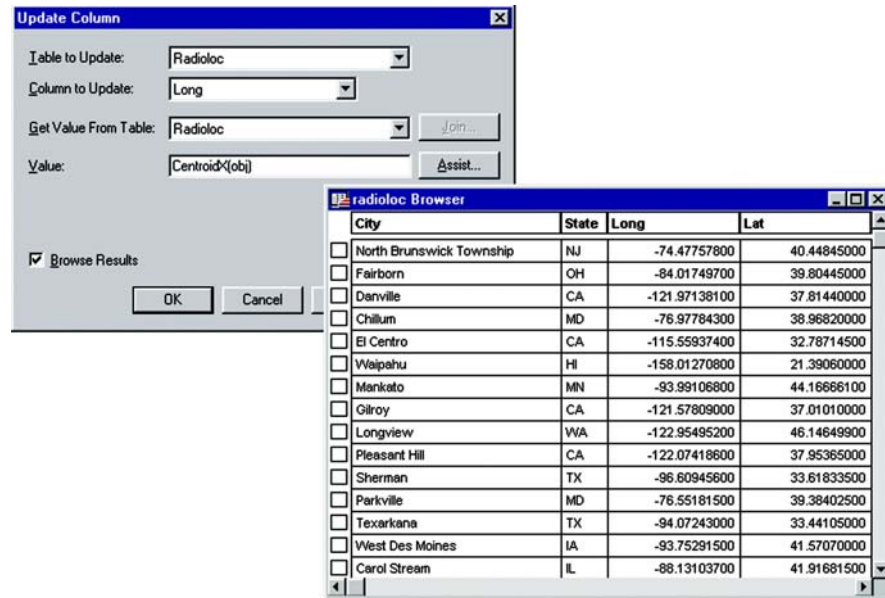 Update Column
Table to Update: Radioloc
Column to Update: Long
Get Value From Table: Radioloc Join...
Value: CentroidX(obj) Assist...
Browse Results
OK Cancel
radioloc Browser
City State Long Lat
North Brunswick Township NJ -74.47757800 40.44845000
Fairborn OH -84.01749700 39.80445000
Danville CA -121.97138100 37.81440000
Chillum MD -76.97784300 38.96820000
El Centro CA -115.55937400 32.78714500
Waipahu HI -158.01270800 21.39060000
Mankato MN -93.99106800 44.16666100
Gilroy CA -121.57809000 37.01010000
Longview WA -122.95495200 46.14649900
Pleasant Hill CA -122.07418600 37.95365000
Sherman TX -96.60945600 33.61833500
Parkville MD -76.55181500 39.38402500
Texarkana TX -94.07243000 33.44105000
West Des Moines IA -93.75291500 41.57070000
Carol Stream IL -88.13103700 41.91681500